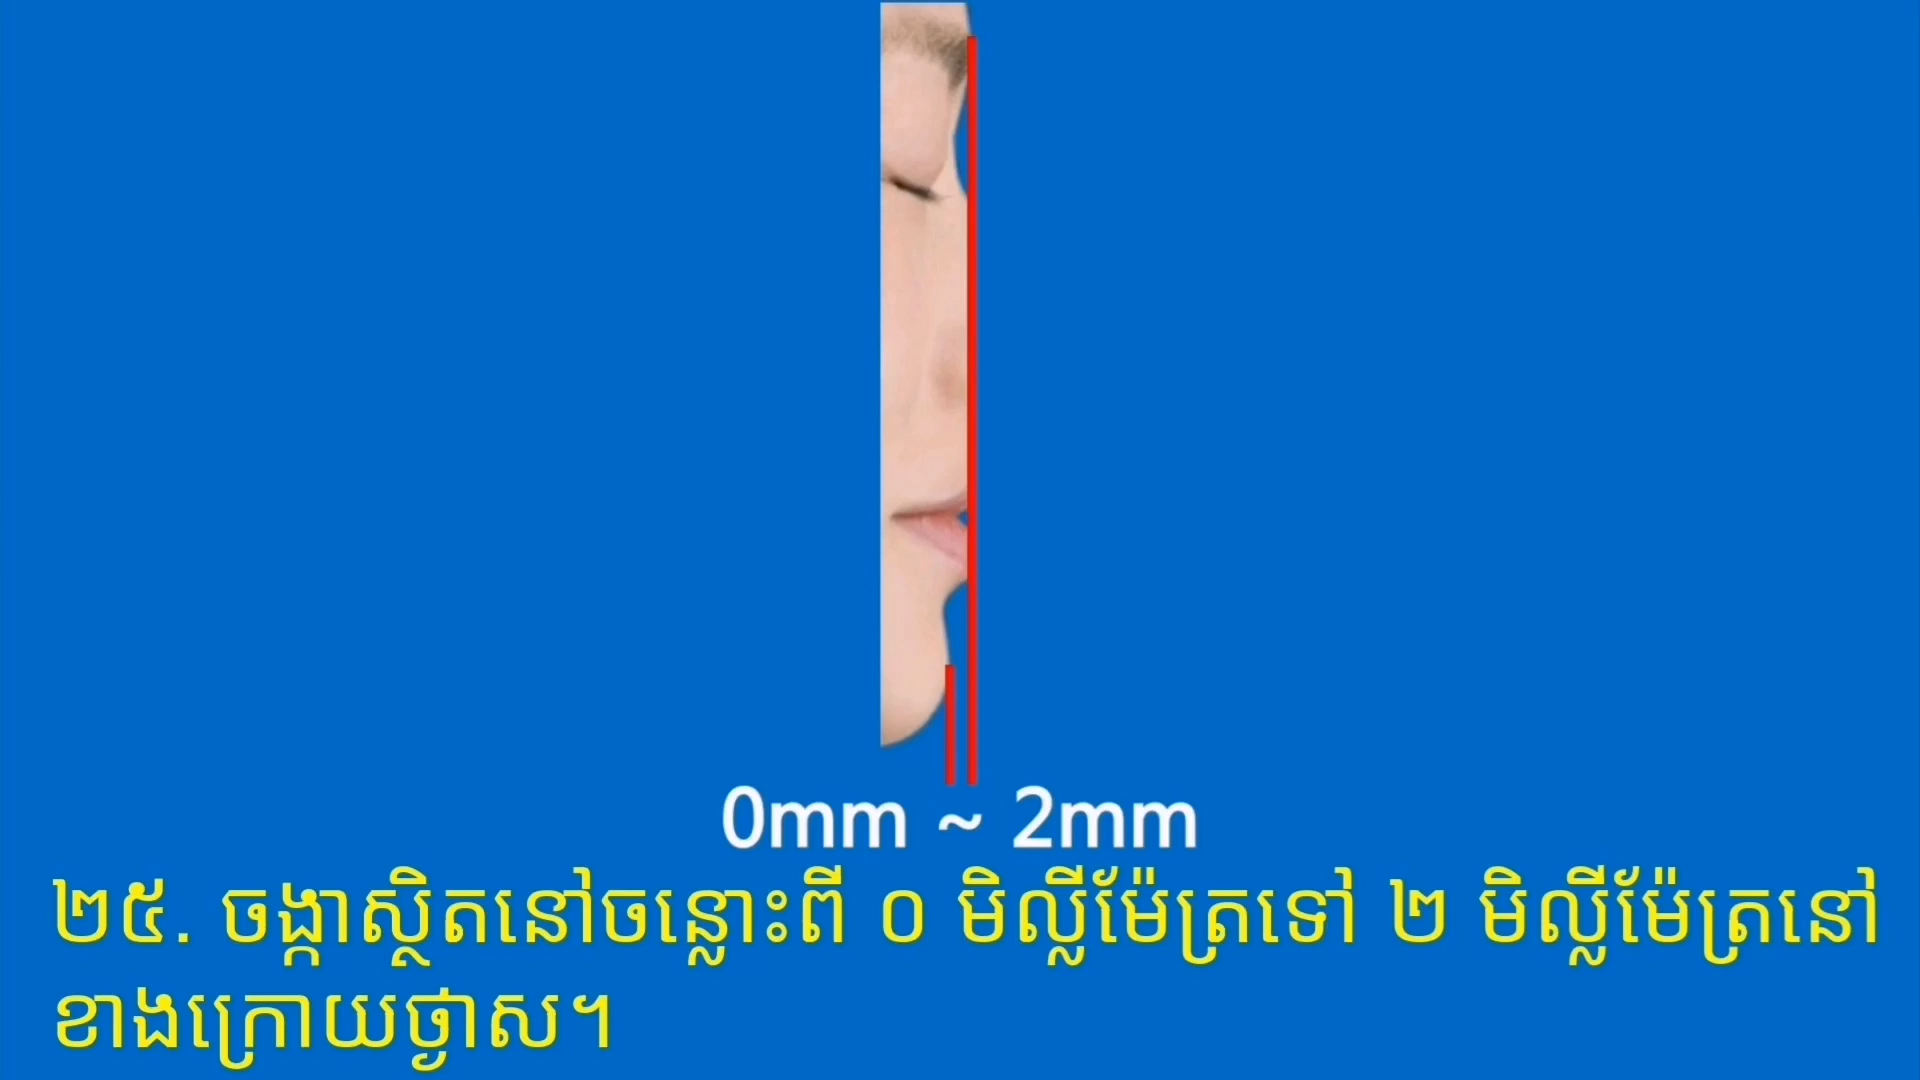 0mm ~ 2mm
២៥. ចង្កាស្ថិតនៅចន្លោះពី ០ មិល្លីម៉ែត្រទៅ ២ មិល្លីម៉ែត្រនៅ
ខាងក្រោយថ្ងាស។